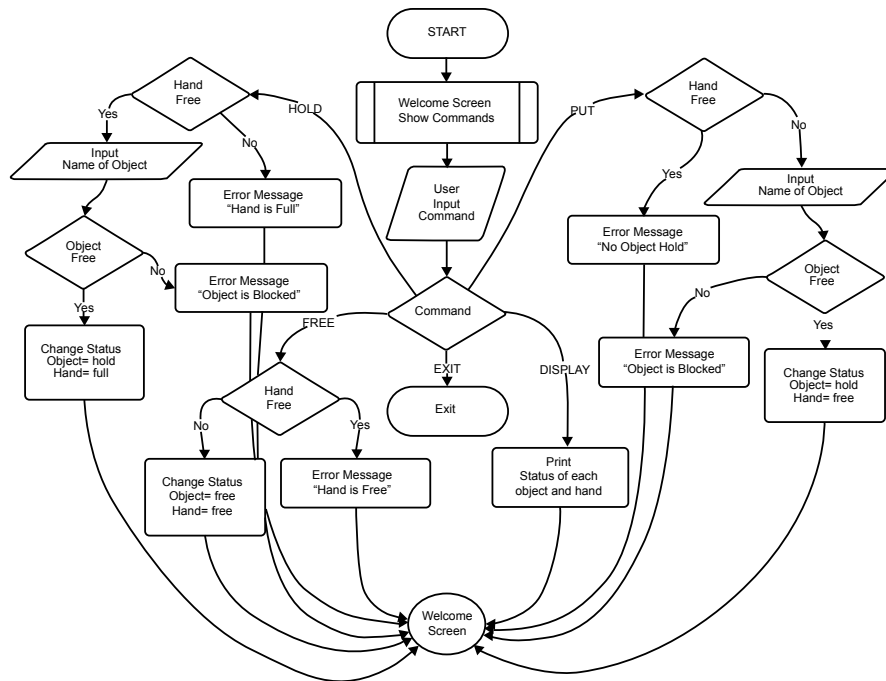 START
Hand
Free
HOLD
Welcome Screen
Show Commands
PUT
Hand
Free
Yes
No
No
Input
Name of Object
User
Input
Command
Yes
Input
Name of Object
Error Message
“Hand is Full”
Error Message
“No Object Hold”
Object
Free
No
Error Message
“Object is Blocked”
Command
Object
Free
No
Yes
FREE
Yes
Change Status
Object= hold
Hand= full
EXIT
DISPLAY
Error Message
“Object is Blocked”
Change Status
Object= hold
Hand= free
Hand
Free
Exit
No
Yes
Change Status
Object= free
Hand= free
Error Message
“Hand is Free”
Print
Status of each
object and hand
Welcome
Screen